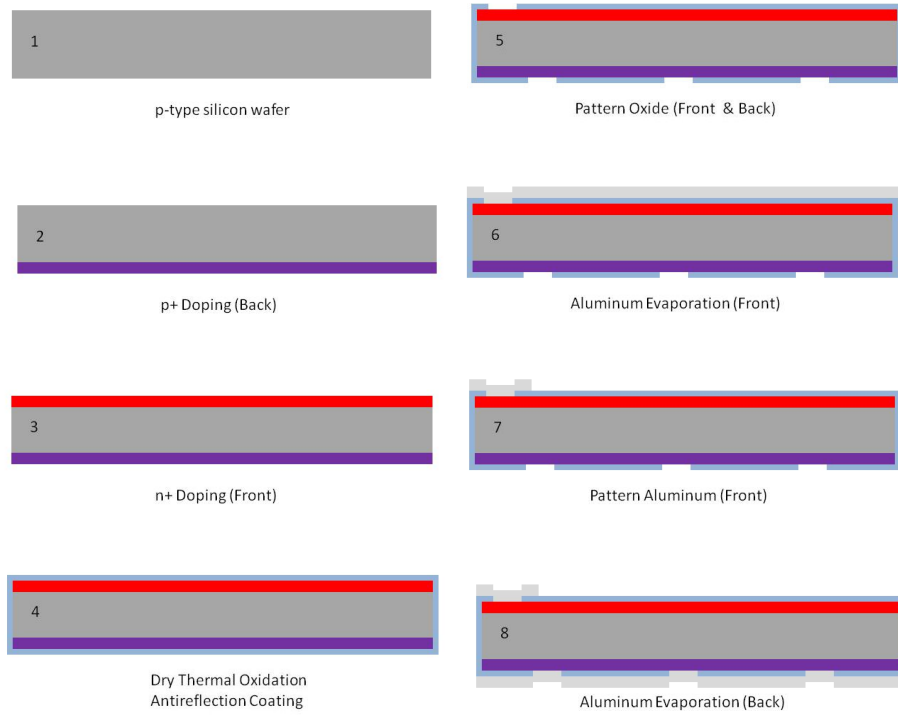 1
p-type silicon wafer
2
p+ Doping (Back)
3
n+ Doping (Front)
4
Dry Thermal Oxidation
Antireflection Coating
5
Pattern Oxide (Front & Back)
6
Aluminum Evaporation (Front)
7
Pattern Aluminum (Front)
8
Aluminum Evaporation (Back)